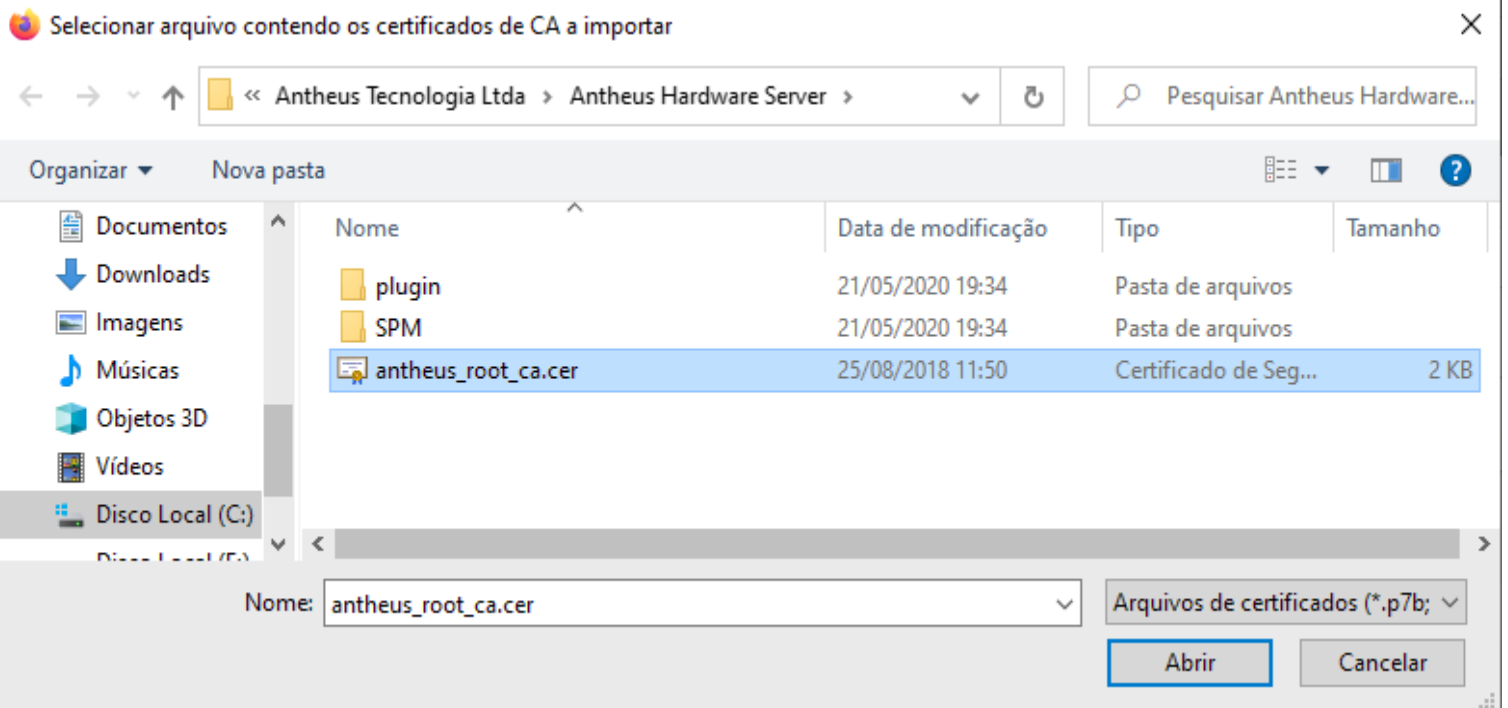 Selecionar arquivo contendo os certificados de CA a importar
« Antheus Tecnologia Ltda > Antheus Hardware Server >
Pesquisar Antheus Hardware...
Organizar
Nova pasta
Documentos
Downloads
Imagens
Músicas
Objetos 3D
Vídeos
Disco Local (C:)
Nome Data de modificação Tipo Tamanho
plugin 21/05/2020 19:34 Pasta de arquivos
SPM 21/05/2020 19:34 Pasta de arquivos
antheus_root_ca.cer 25/08/2018 11:50 Certificado de Seg... 2 KB
Nome: antheus_root_ca.cer
Arquivos de certificados (*.p7b;
Abrir
Cancelar